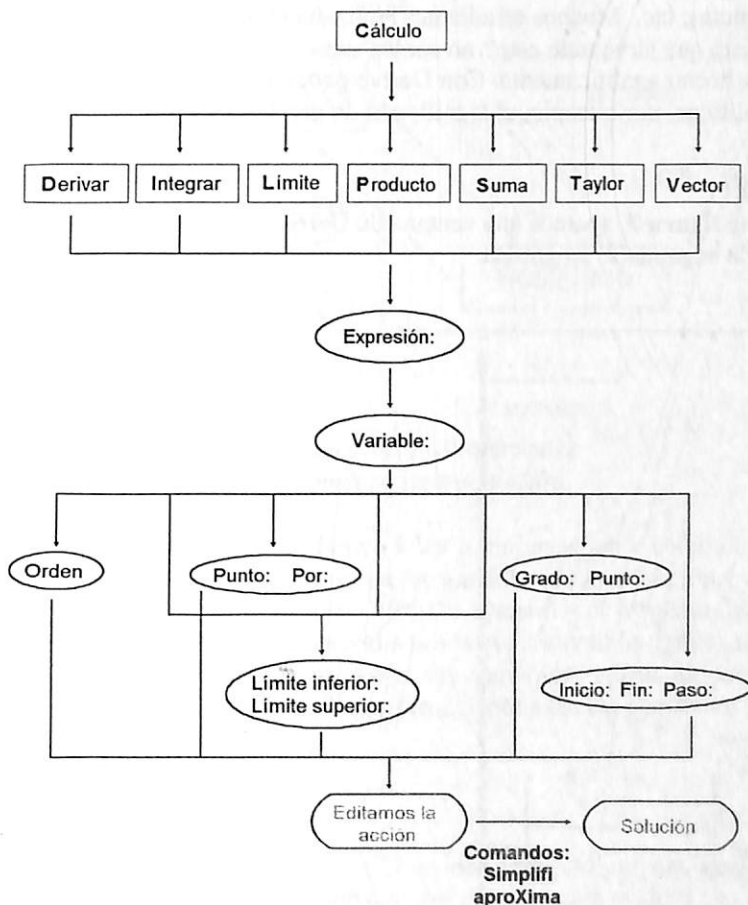 Cálculo
Derivar
Integrar
Límite
Producto
Suma
Taylor
Vector
Expresión:
Variable:
Orden
Punto: Por:
Grado: Punto:
Límite inferior:
Límite superior:
Inicio: Fin: Paso:
Editamos la
acción
Solución
Comandos:
Simplifi
aproXima